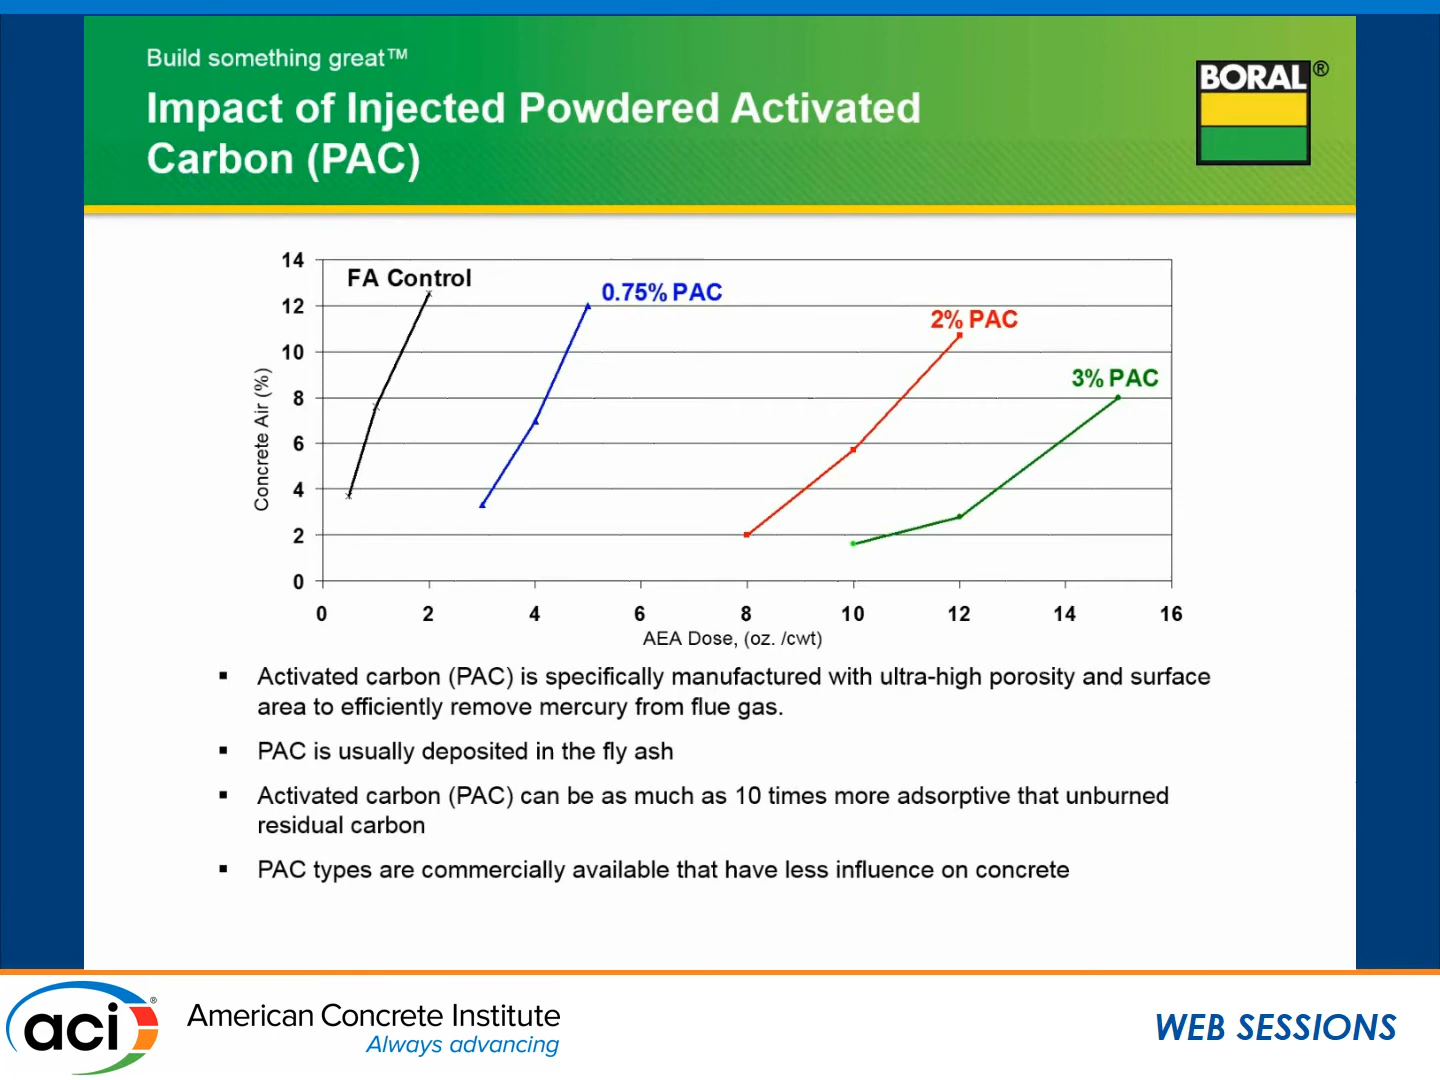 Build something great™
Impact of Injected Powdered Activated
Carbon (PAC)
BORAL®
14
12
10
8
6
4
2
0
Concrete Air (%)
FA Control
0.75% PAC
2% PAC
3% PAC
0 2 4 6 8 10 12 14 16
AEA Dose, (oz. /cwt)
▪ Activated carbon (PAC) is specifically manufactured with ultra-high porosity and surface
area to efficiently remove mercury from flue gas.
▪ PAC is usually deposited in the fly ash
▪ Activated carbon (PAC) can be as much as 10 times more adsorptive that unburned
residual carbon
▪ PAC types are commercially available that have less influence on concrete
aci®
American Concrete Institute
Always advancing
WEB SESSIONS